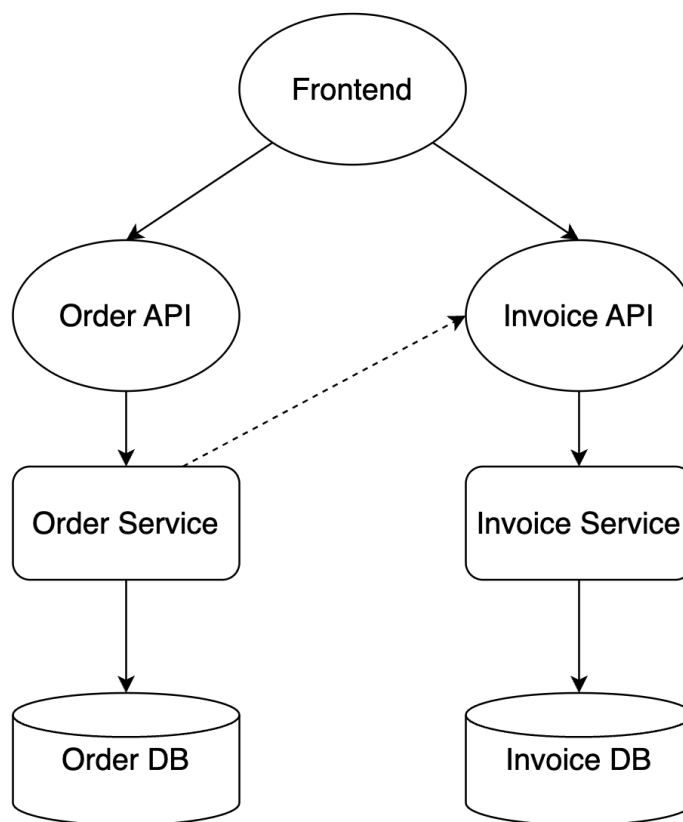 Frontend
Order API
Invoice API
Order Service
Invoice Service
Order DB
Invoice DB